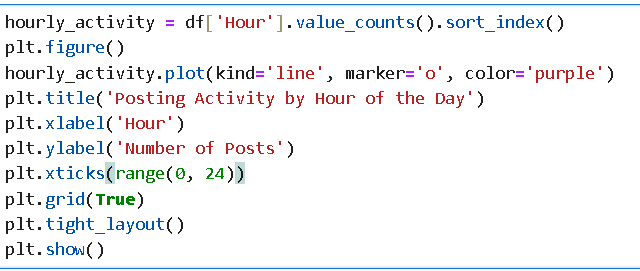 hourly_activity = df['Hour'].value_counts().sort_index()
plt.figure()
hourly_activity.plot(kind='line', marker='o', color='purple')
plt.title('Posting Activity by Hour of the Day')
plt.xlabel('Hour')
plt.ylabel('Number of Posts')
plt.xticks(range(0, 24))
plt.grid(True)
plt.tight_layout()
plt.show()